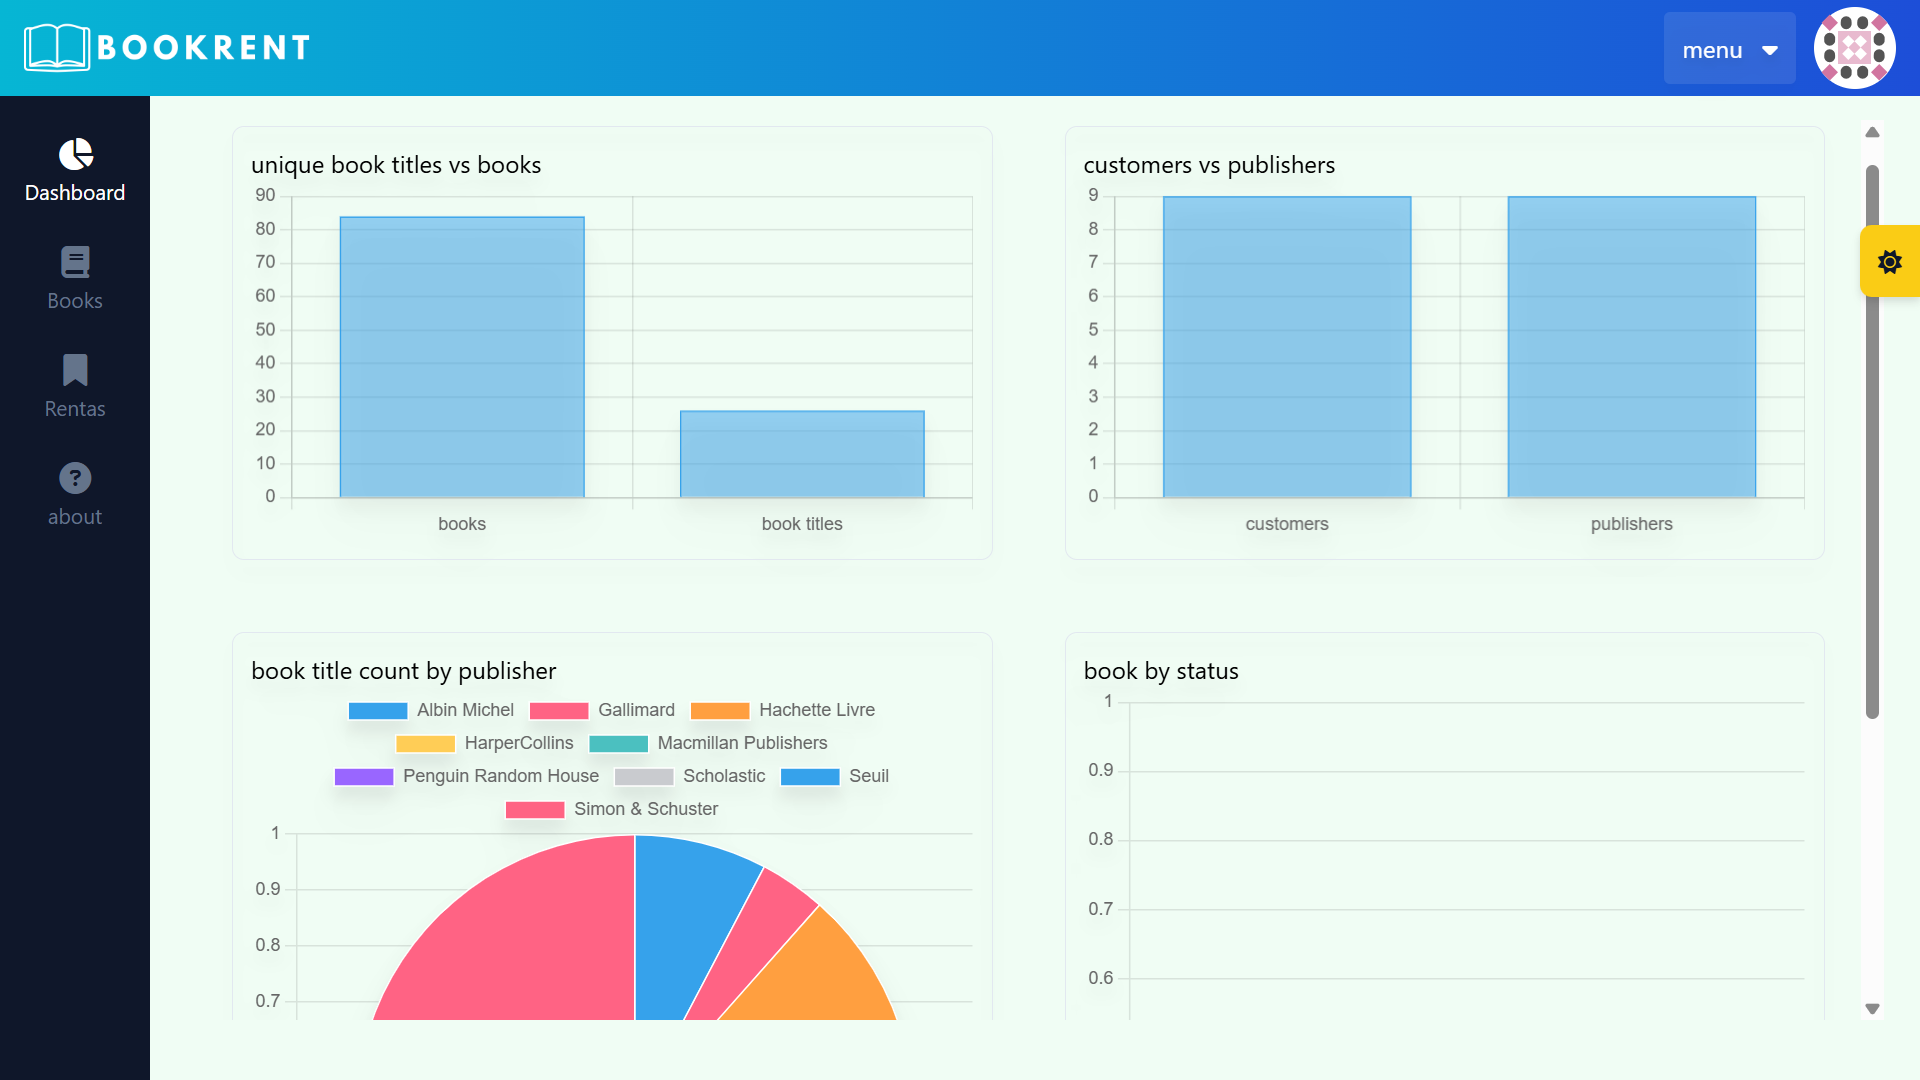 BOOKRENT
menu
Dashboard
Books
Rentas
?
about
unique book titles vs books
90
80
70
60
50
40
30
20
10
0
books book titles
customers vs publishers
9
8
7
6
5
4
3
2
1
0
customers publishers
book title count by publisher
Albin Michel Gallimard Hachette Livre
HarperCollins Macmillan Publishers
Penguin Random House Scholastic Seuil
Simon & Schuster
1
0.9
0.8
0.7
book by status
1
0.9
0.8
0.7
0.6